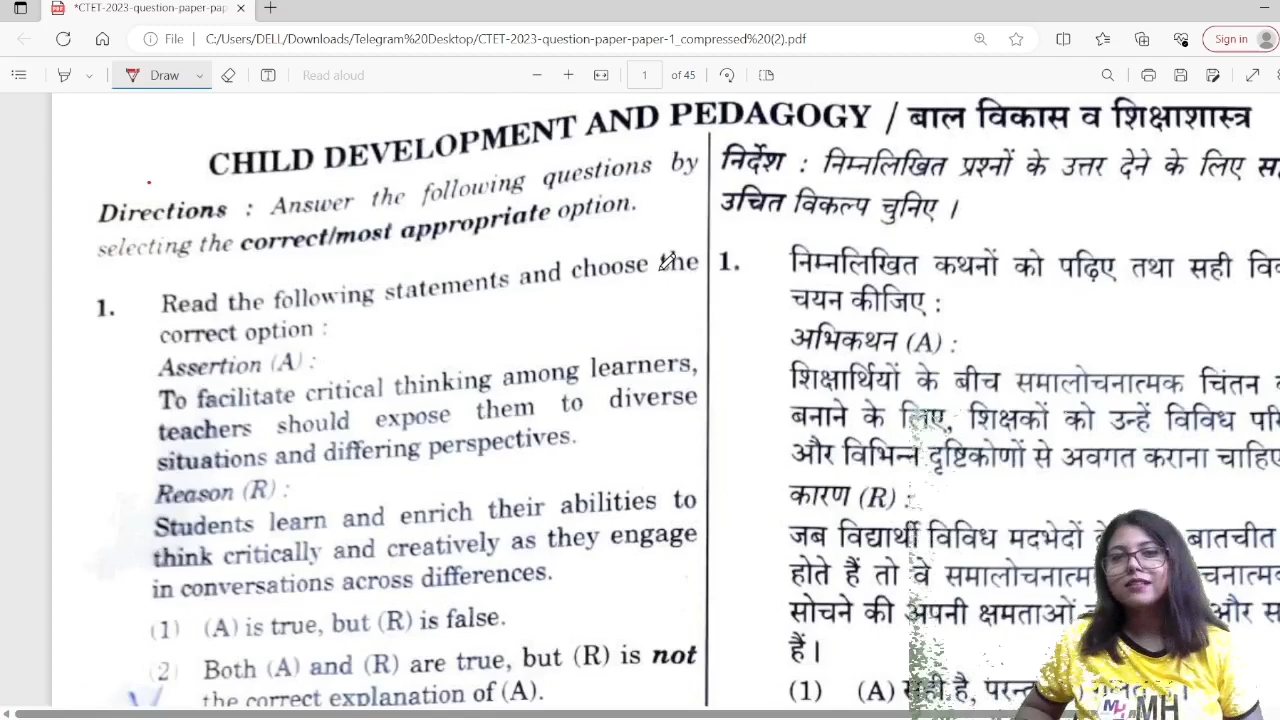 *CTET-2023-question-paper-pap
File
C:/Users/DELL/Downloads/Telegram%20Desktop/CTET-2023-question-paper-paper-1_compressed%20(2).pdf
Sign in
Draw
Read aloud
1 of 45
CHILD DEVELOPMENT AND PEDAGOGY / बाल विकास व शिक्षाशास्त्र
Directions : Answer the following questions by
selecting the correct/most appropriate option.
1. Read the following statements and choose the
correct option :
Assertion (A) :
To facilitate critical thinking among learners,
teachers should expose them to diverse
situations and differing perspectives.
Reason (R) :
Students learn and enrich their abilities to
think critically and creatively as they engage
in conversations across differences.
(1) (A) is true, but (R) is false.
(2) Both (A) and (R) are true, but (R) is not
the correct explanation of (A).
निर्देश : निम्नलिखित प्रश्नों के उत्तर देने के लिए
उचित विकल्प चुनिए ।
1. निम्नलिखित कथनों को पढ़िए तथा सही
चयन कीजिए :
अभिकथन (A) :
शिक्षार्थियों के बीच समालोचनात्मक चिंतन
बनाने के लिए, शिक्षकों को उन्हें विविध
और विभिन्न दृष्टिकोणों से अवगत कराना चाहिए
कारण (R) :
जब विद्यार्थी विविध मदभेदों बातचीत
होते हैं तो वे
सोचने की अपनी क्षमताओं और
हैं ।
(1) (A) सही है,
MH
MH